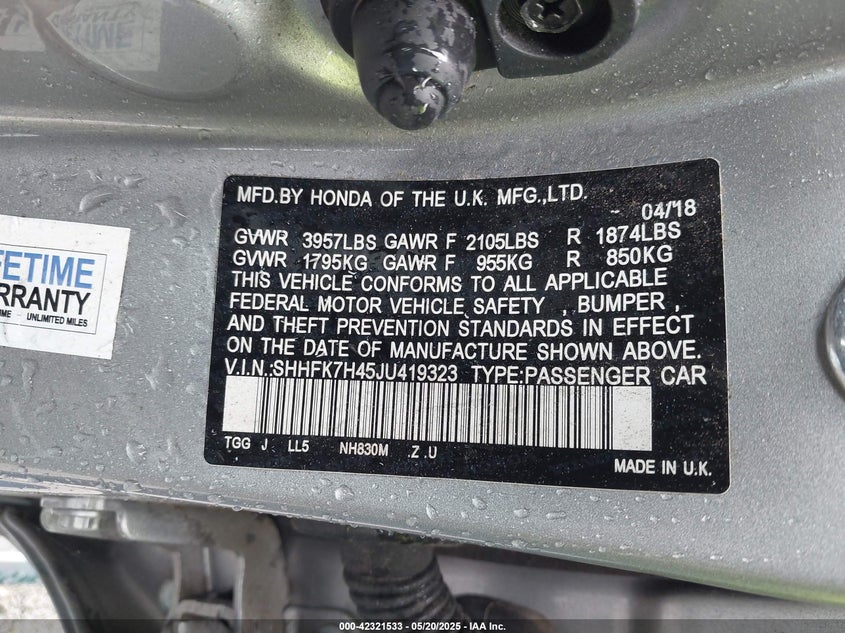 MFD.BY HONDA OF THE U.K. MFG.,LTD.
04/18
GVWR 3957LBS GAWR F 2105LBS R 1874LBS
GVWR 1795KG GAWR F 955KG R 850KG
THIS VEHICLE CONFORMS TO ALL APPLICABLE
FEDERAL MOTOR VEHICLE SAFETY , BUMPER ,
AND THEFT PREVENTION STANDARDS IN EFFECT
ON THE DATE OF MANUFACTURE SHOWN ABOVE.
V.I.N.:SHHFK7H45JU419323 TYPE:PASSENGER CAR
TGG J LL5 NH830M Z U
MADE IN U.K.
FETIME
RRANTY
IME - UNLIMITED MILES
000-42321533 - 05/20/2025 - IAA Inc.